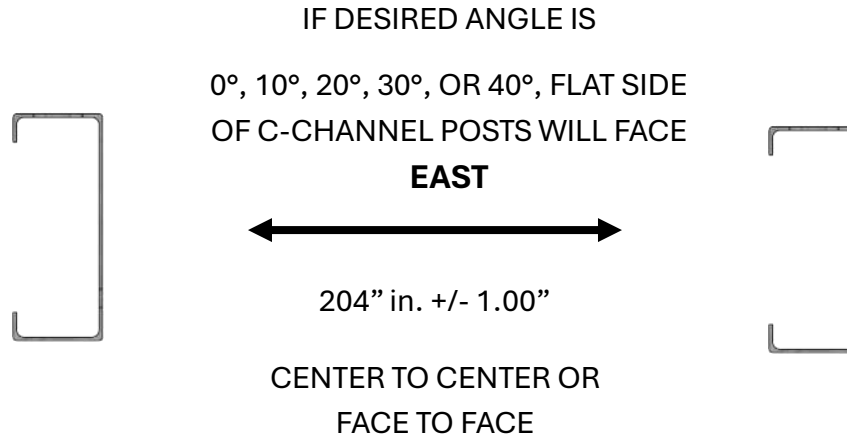 IF DESIRED ANGLE IS
0°, 10°, 20°, 30°, OR 40°, FLAT SIDE
OF C-CHANNEL POSTS WILL FACE
EAST
204” in. +/- 1.00”
CENTER TO CENTER OR
FACE TO FACE